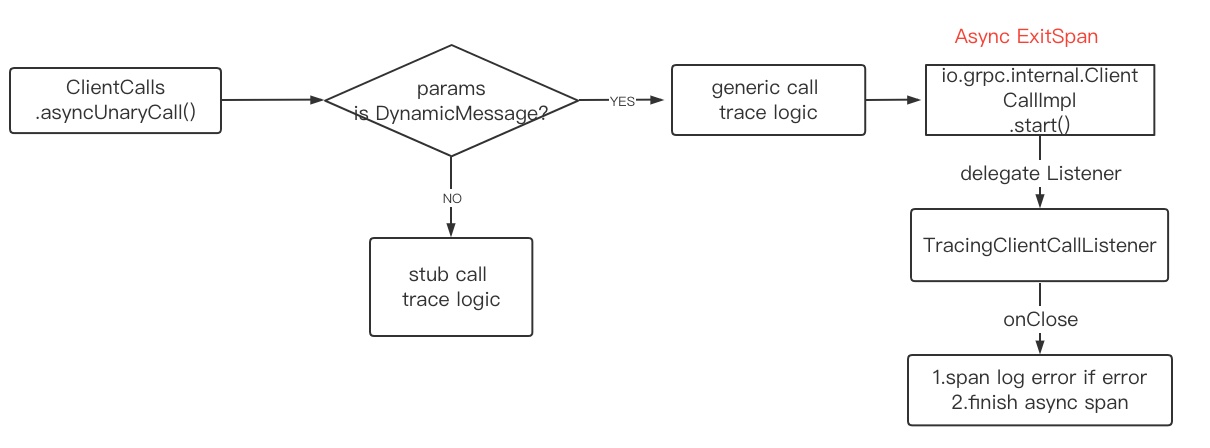 Async ExitSpan
ClientCalls
.asyncUnaryCall()
params
is DynamicMessage?
YES
generic call
trace logic
io.grpc.internal.Client
CallImpl
.start()
delegate Listener
NO
TracingClientCallListener
stub call
trace logic
onClose
1.span log error if error
2.finish async span